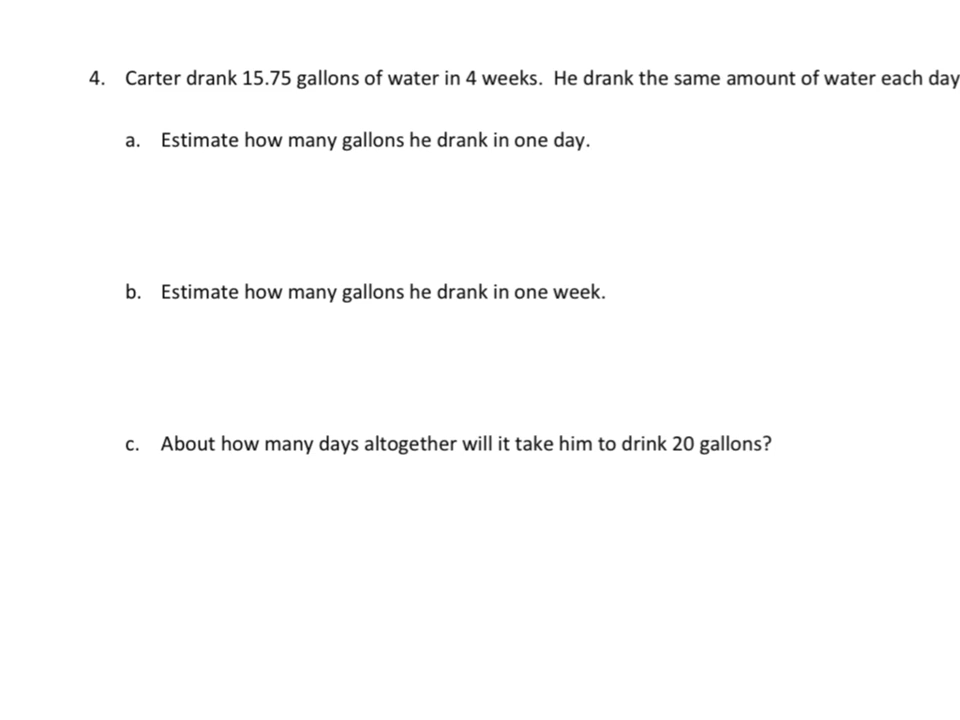 4. Carter drank 15.75 gallons of water in 4 weeks. He drank the same amount of water each day
a. Estimate how many gallons he drank in one day.
b. Estimate how many gallons he drank in one week.
c. About how many days altogether will it take him to drink 20 gallons?